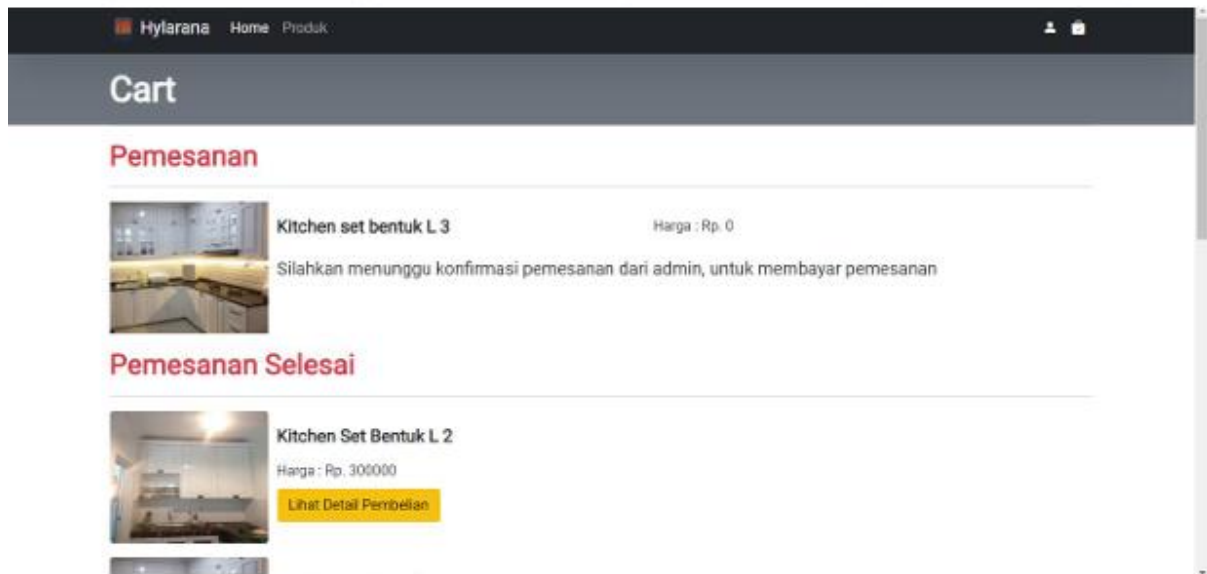 Hylarana Home Produk
Cart
Pemesanan
Kitchen set bentuk L 3
Harga : Rp. 0
Silahkan menunggu konfirmasi pemesanan dari admin, untuk membayar pemesanan
Pemesanan Selesai
Kitchen Set Bentuk L 2
Harga : Rp. 300000
Lihat Detail Pembelian